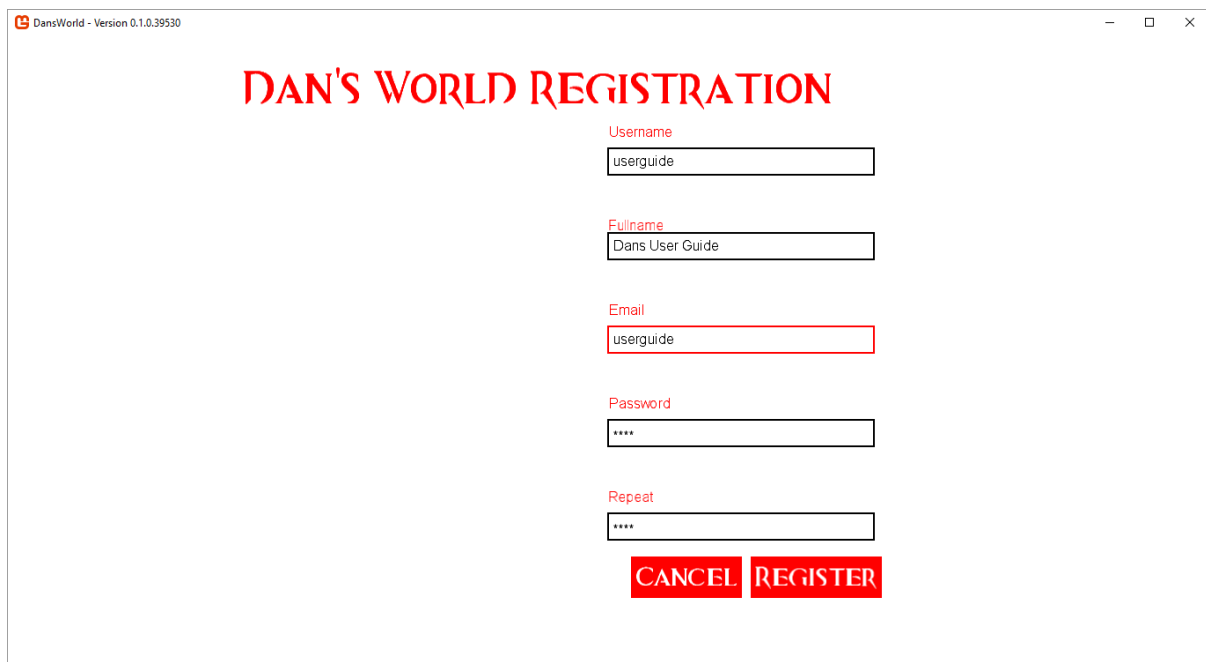 DansWorld - Version 0.1.0.39530
Dan's World Registration
Username
userguide
Fullname
Dans User Guide
Email
userguide
Password
****
Repeat
****
Cancel Register